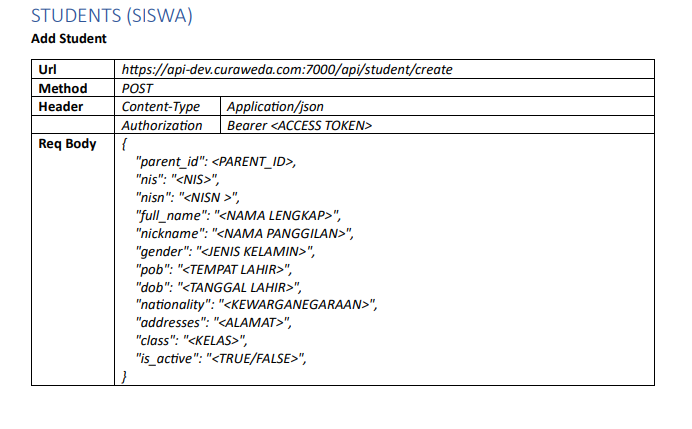 STUDENTS (SISWA)
Add Student
Url https://api-dev.curaweda.com:7000/api/student/create
Method POST
Header Content-Type Application/json
Authorization Bearer <ACCESS TOKEN>
Req Body {
"parent_id": <PARENT_ID>,
"nis": "<NIS>",
"nisn": "<NISN >",
"full_name": "<NAMA LENGKAP>",
"nickname": "<NAMA PANGGILAN>",
"gender": "<JENIS KELAMIN>",
"pob": "<TEMPAT LAHIR>",
"dob": "<TANGGAL LAHIR>",
"nationality": "<KEWARGANEGARAAN>",
"addresses": "<ALAMAT>",
"class": "<KELAS>",
"is_active": "<TRUE/FALSE>",
}